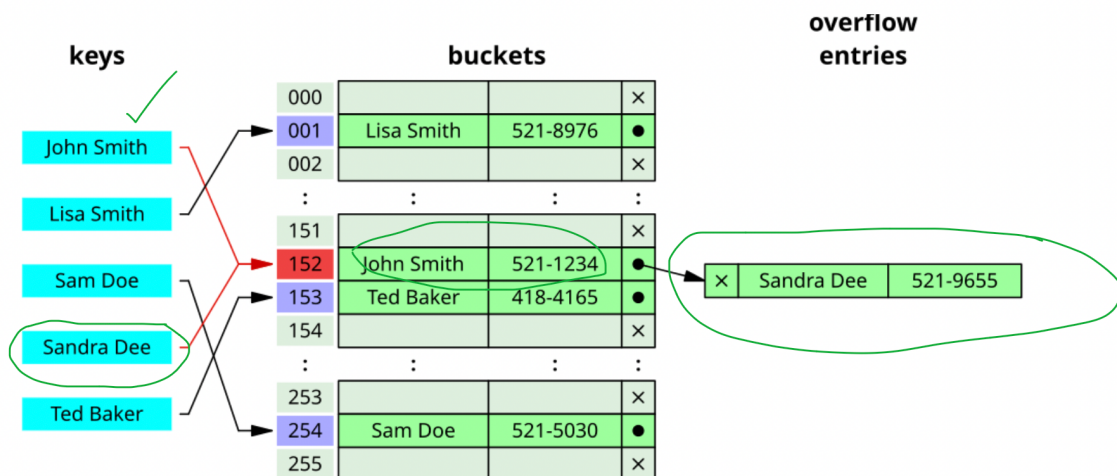 keys
buckets
overflow
entries
John Smith
Lisa Smith
Sam Doe
Sandra Dee
Ted Baker
000 ×
001 Lisa Smith 521-8976 ●
002 ×
: : : :
151 ×
152 John Smith 521-1234 ●
153 Ted Baker 418-4165 ●
154 ×
: : : :
253 ×
254 Sam Doe 521-5030 ●
255 ×
× Sandra Dee 521-9655